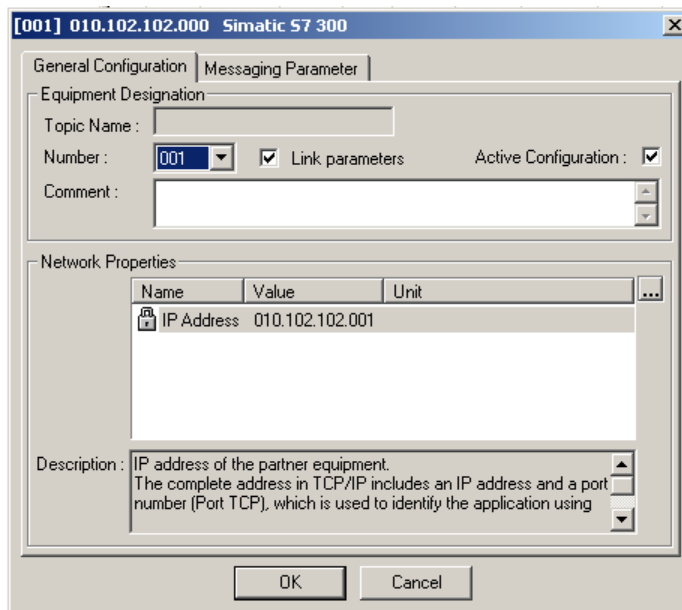 [001] 010.102.102.000 Simatic S7 300
General Configuration Messaging Parameter
Equipment Designation
Topic Name :
Number : 001 Link parameters Active Configuration :
Comment :
Network Properties
Name Value Unit ...
IP Address 010.102.102.001
Description : IP address of the partner equipment.
The complete address in TCP/IP includes an IP address and a port
number (Port TCP), which is used to identify the application using
OK Cancel